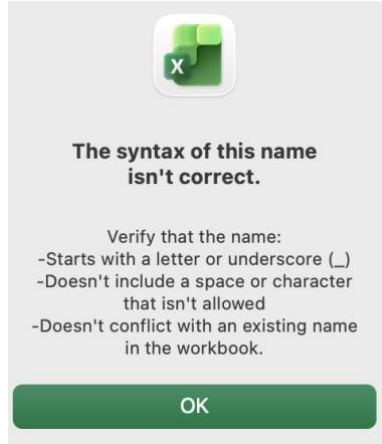 X
The syntax of this name
isn't correct.
Verify that the name:
-Starts with a letter or underscore (_)
-Doesn't include a space or character
that isn't allowed
-Doesn't conflict with an existing name
in the workbook.
OK